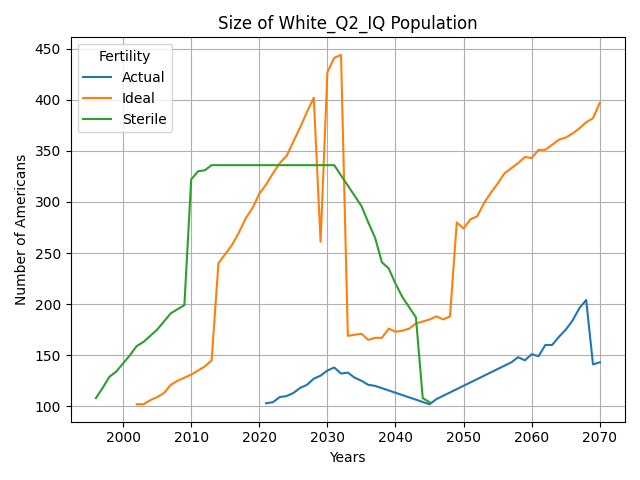 Size of White_Q2_IQ Population
Fertility
Actual
Ideal
Sterile
Number of Americans
450
400
350
300
250
200
150
100
2000
2010
2020
2030
2040
2050
2060
2070
Years